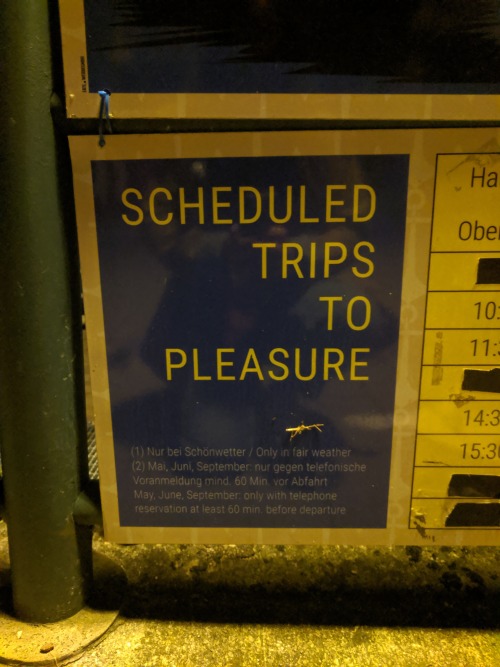 SCHEDULED
TRIPS
TO
PLEASURE
(1) Nur bei Schönwetter / Only in fair weather
(2) Mai, Juni, September: nur gegen telefonische
Voranmeldung mind. 60 Min. vor Abfahrt
May, June, September: only with telephone
reservation at least 60 min. before departure
Ha
Ober
10:
11:
14:3
15:30